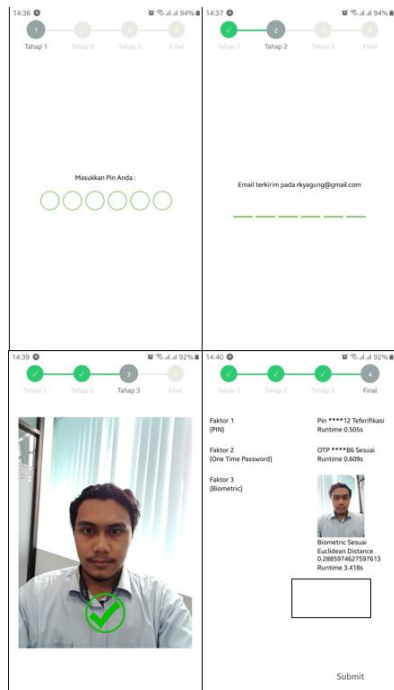 14:36
94%
1
Tahap 1 Tahap 2 Tahap 3 Final
Masukkan Pin Anda :
14:37
94%
2
Tahap 1 Tahap 2 Tahap 3 Final
Email terkirim pada rkyagung@gmail.com
14:39
92%
3
Tahap 1 Tahap 2 Tahap 3 Final
14:40
92%
4
Tahap 1 Tahap 2 Tahap 3 Final
Faktor 1 Pin ****12 Teferifikasi
(PIN) Runtime 0.505s
Faktor 2 OTP ****B6 Sesuai
(One Time Password) Runtime 0.609s
Faktor 3
(Biometric)
Biometric Sesuai
Euclidean Distance
0.2885974627597613
Runtime 3.418s
Submit